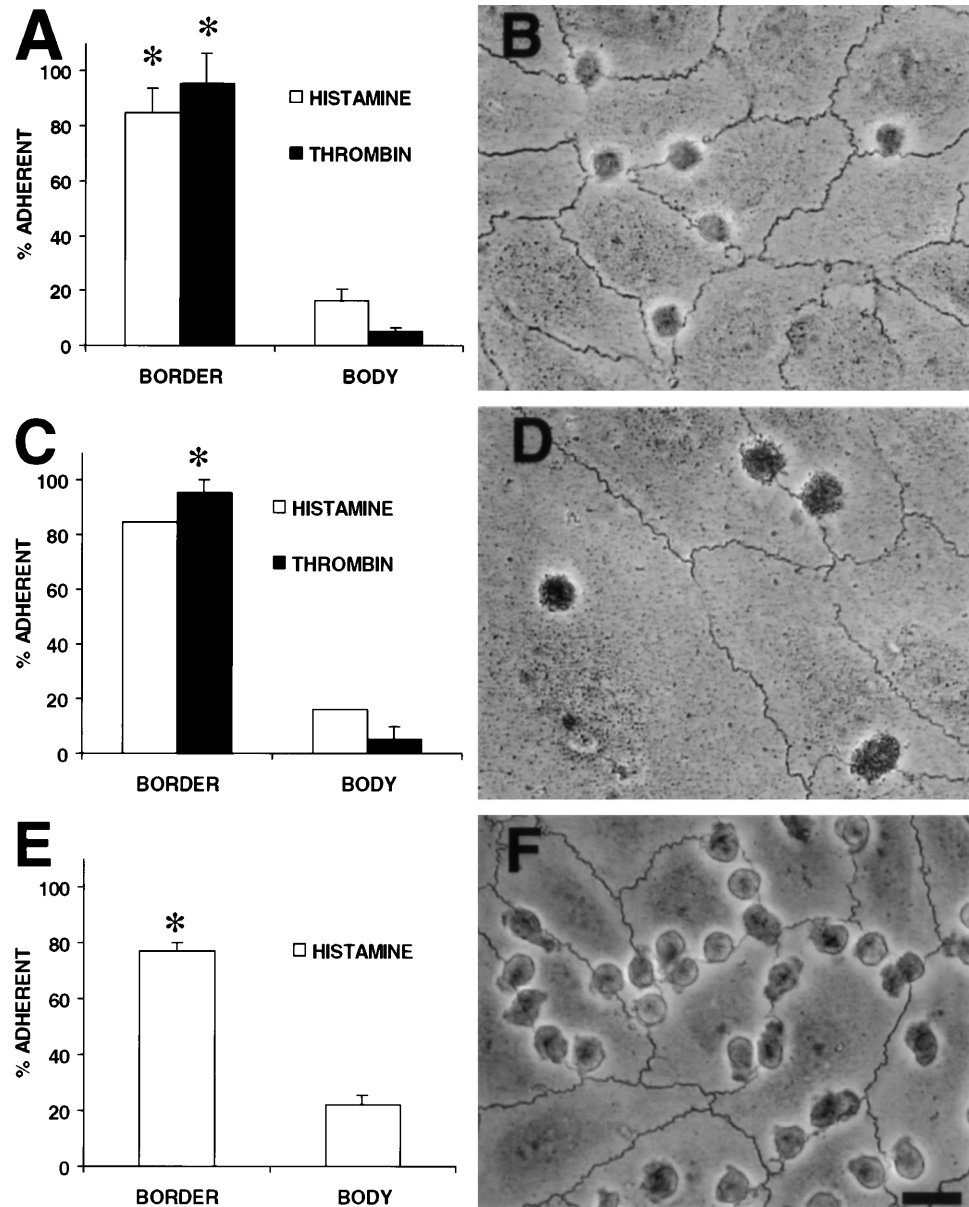 A
B
% ADHERENT
100
80
60
40
20
0
*
*
HISTAMINE
THROMBIN
BORDER
BODY
C
D
% ADHERENT
100
80
60
40
20
0
*
HISTAMINE
THROMBIN
BORDER
BODY
E
F
% ADHERENT
100
80
60
40
20
0
*
HISTAMINE
BORDER
BODY